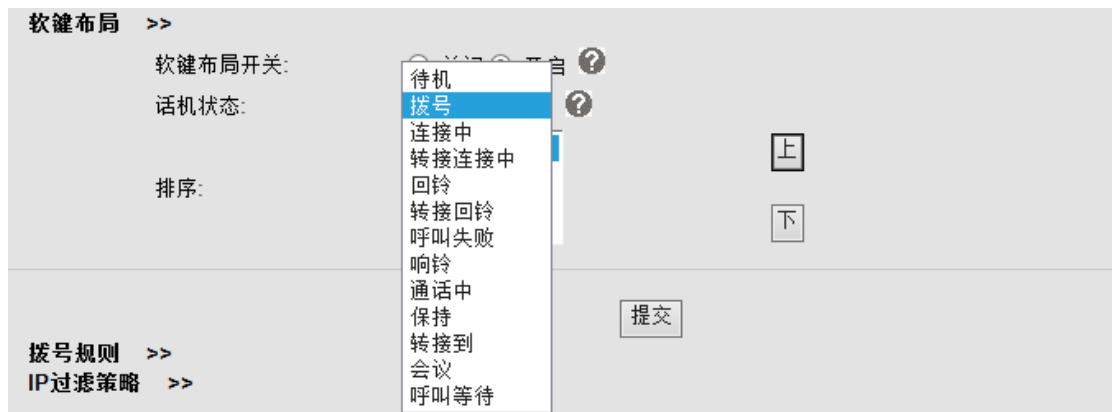 软键布局 >>
软键布局开关:
话机状态:
排序:
待机
拨号
连接中
转接连接中
回铃
转接回铃
呼叫失败
响铃
通话中
保持
转接到
会议
呼叫等待
上
下
提交
拨号规则 >>
IP过滤策略 >>